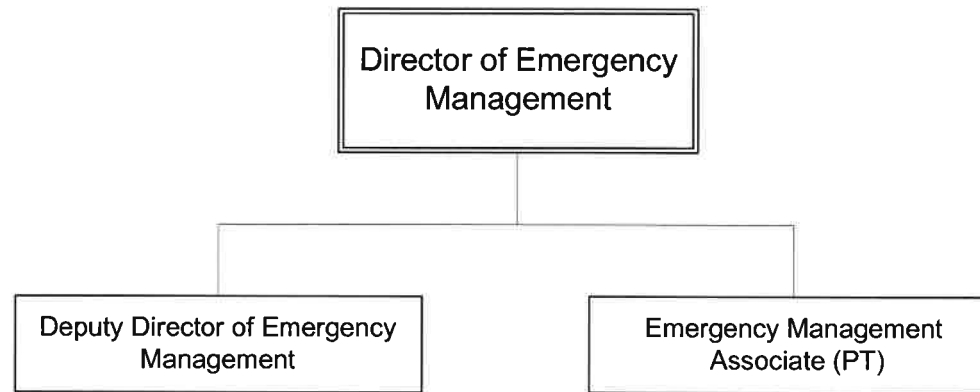 Director of Emergency
Management
Deputy Director of Emergency
Management
Emergency Management
Associate (PT)